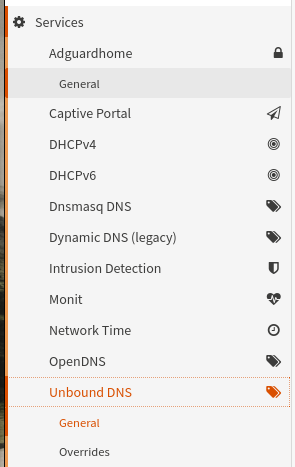 Services
Adguardhome
General
Captive Portal
DHCPv4
DHCPv6
Dnsmasq DNS
Dynamic DNS (legacy)
Intrusion Detection
Monit
Network Time
OpenDNS
Unbound DNS
General
Overrides